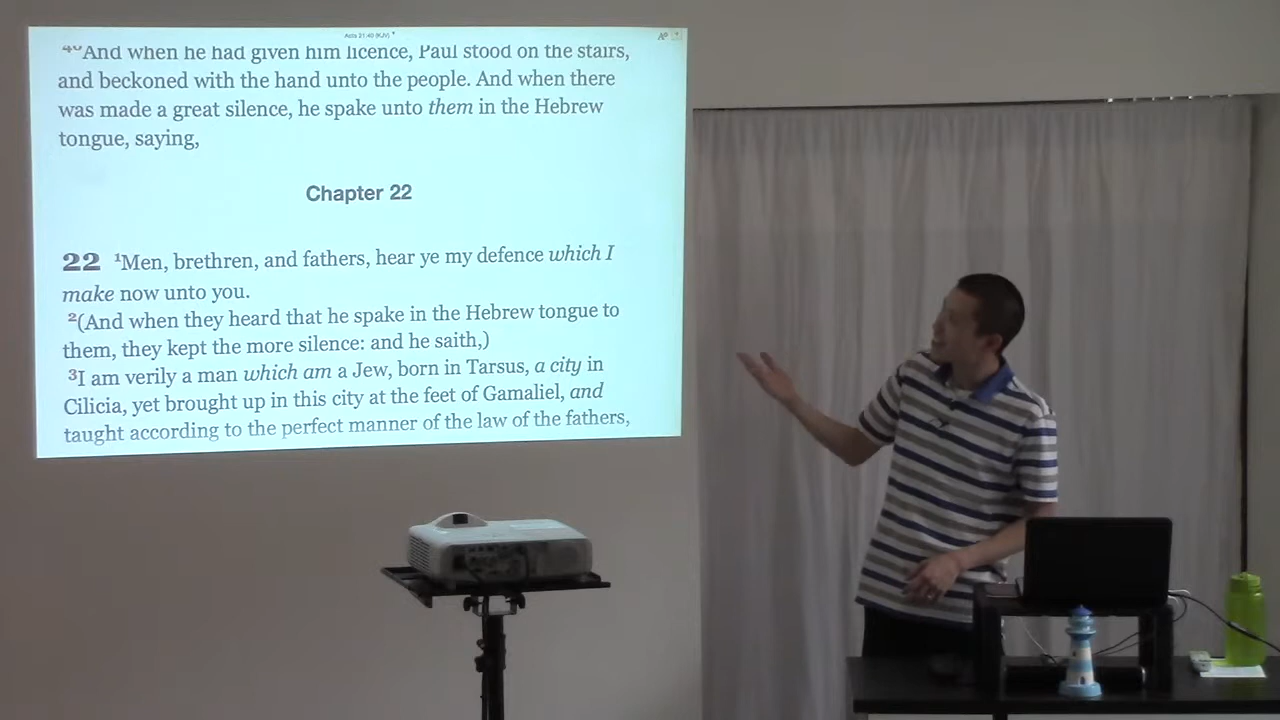 Acts 21:40 (KJV)
⁴⁰And when he had given him licence, Paul stood on the stairs,
and beckoned with the hand unto the people. And when there
was made a great silence, he spake unto them in the Hebrew
tongue, saying,
Chapter 22
22 ¹Men, brethren, and fathers, hear ye my defence which I
make now unto you.
²(And when they heard that he spake in the Hebrew tongue to
them, they kept the more silence: and he saith,)
³I am verily a man which am a Jew, born in Tarsus, a city in
Cilicia, yet brought up in this city at the feet of Gamaliel, and
taught according to the perfect manner of the law of the fathers,